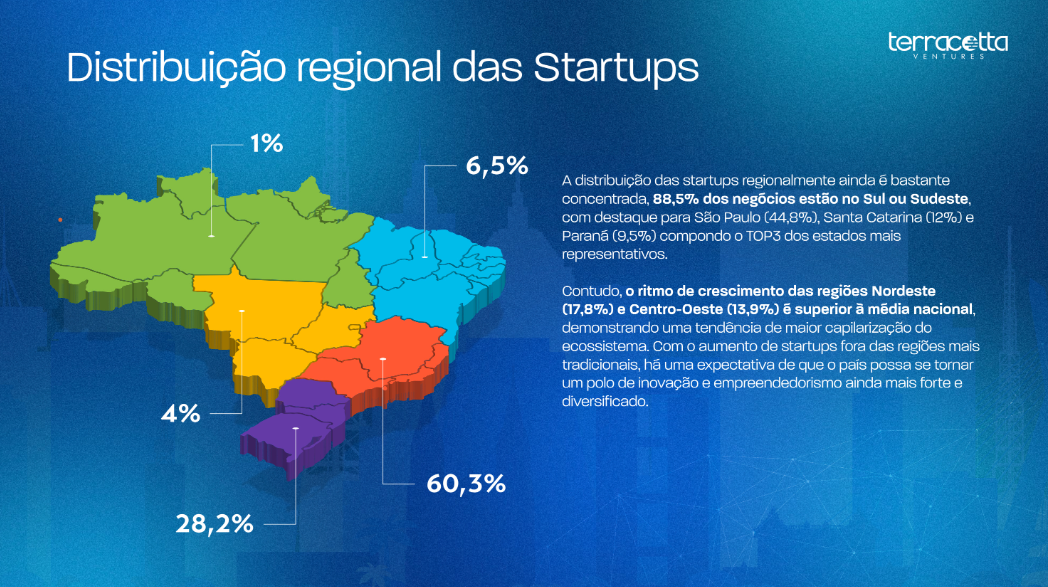 terracotta
VENTURES
Distribuição regional das Startups
1%
6,5%
4%
60,3%
28,2%
A distribuição das startups regionalmente ainda é bastante
concentrada, 88,5% dos negócios estão no Sul ou Sudeste,
com destaque para São Paulo (44,8%), Santa Catarina (12%) e
Paraná (9,5%) compondo o TOP3 dos estados mais
representativos.
Contudo, o ritmo de crescimento das regiões Nordeste
(17,8%) e Centro-Oeste (13,9%) é superior à média nacional,
demonstrando uma tendência de maior capilarização do
ecossistema. Com o aumento de startups fora das regiões mais
tradicionais, há uma expectativa de que o país possa se tornar
um polo de inovação e empreendedorismo ainda mais forte e
diversificado.